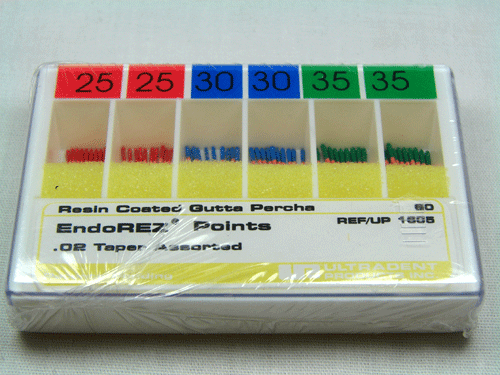 25 25 30 30 35 35
Resin Coated Gutta Percha 60
EndoREZ® Points REF/UP 1605
.02 Taper Assorted
ULTRADENT